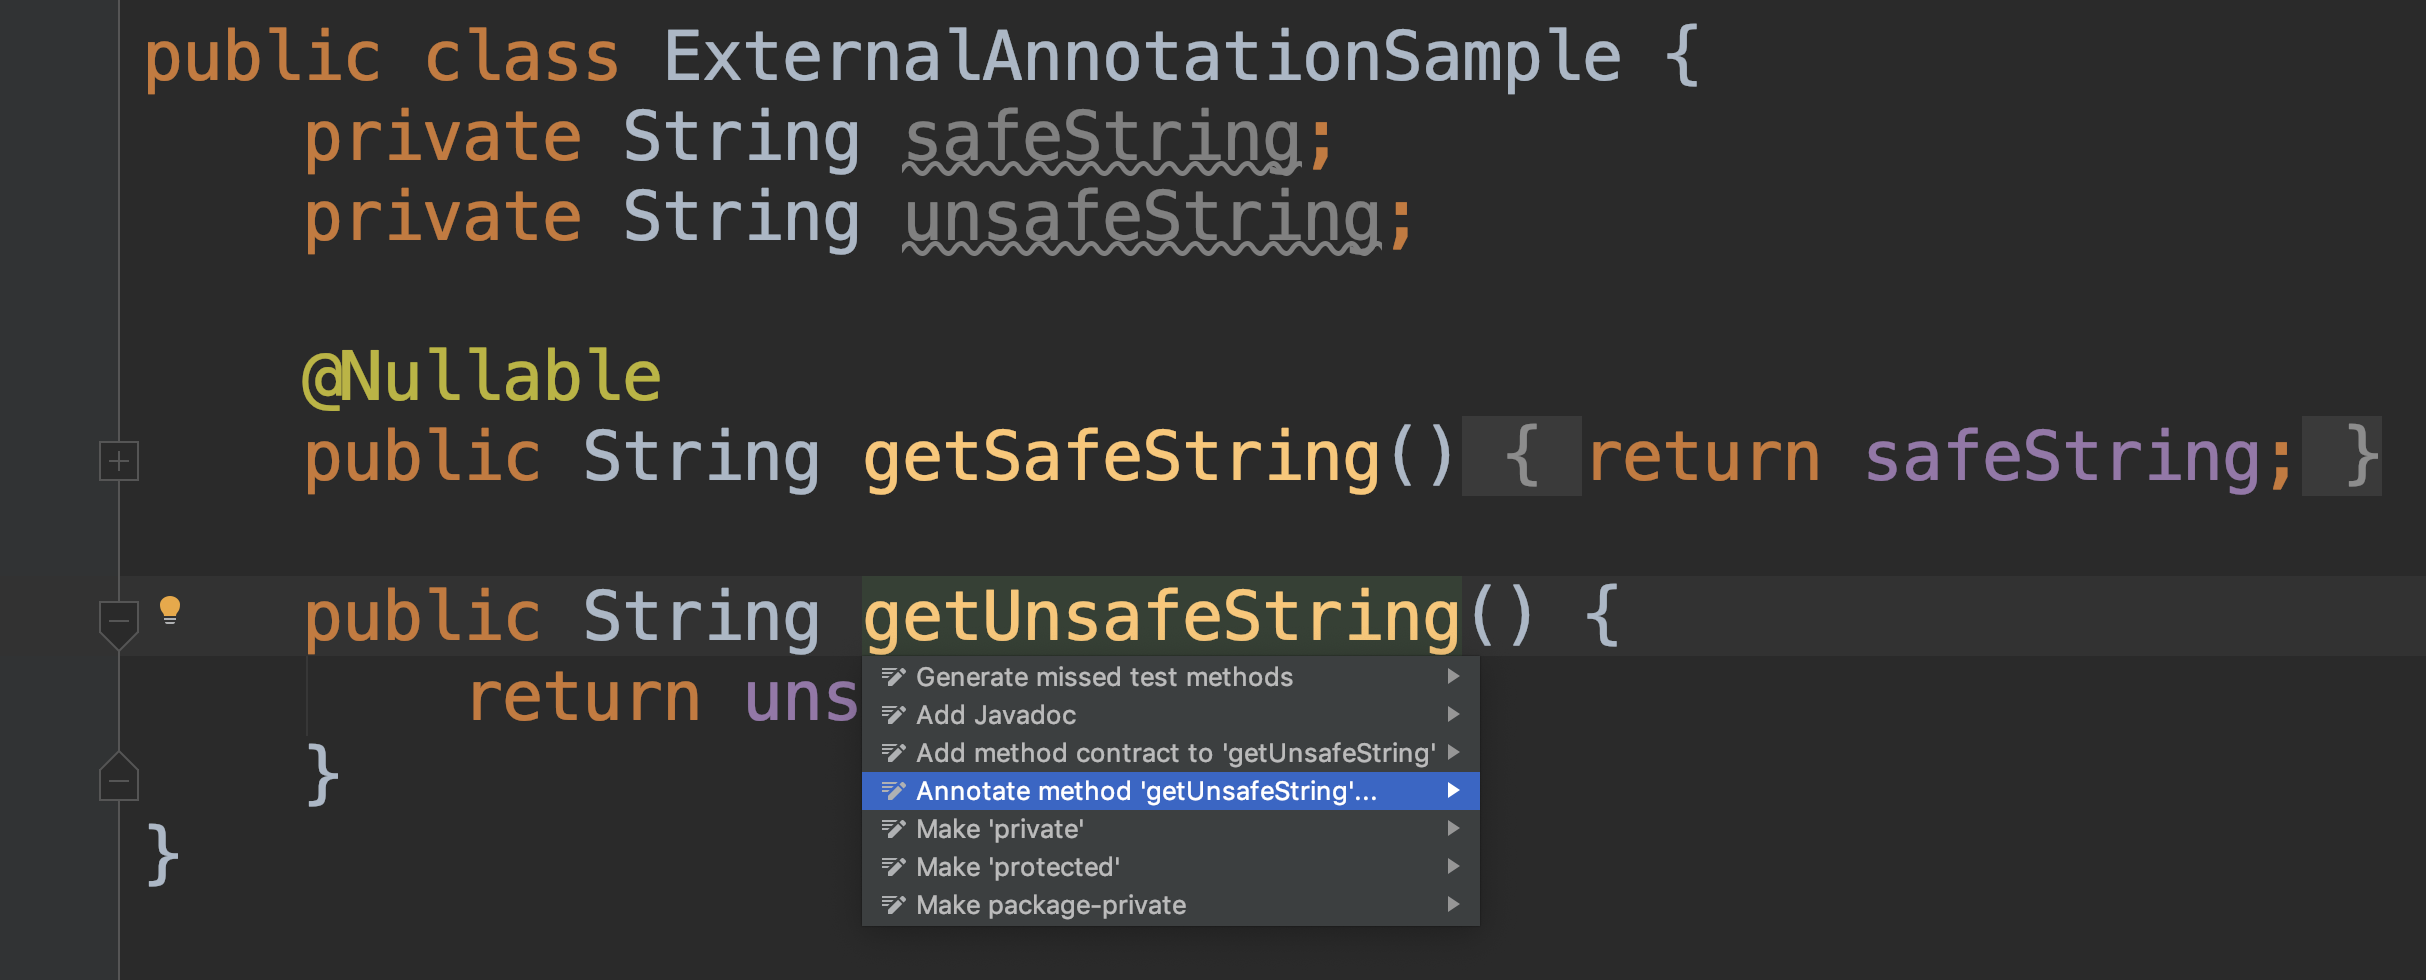 public class ExternalAnnotationSample {
private String safeString;
private String unsafeString;
@Nullable
public String getSafeString() { return safeString; }
public String getUnsafeString() {
return uns
Generate missed test methods
Add Javadoc
Add method contract to 'getUnsafeString'
Annotate method 'getUnsafeString'...
Make 'private'
Make 'protected'
Make package-private
}
}